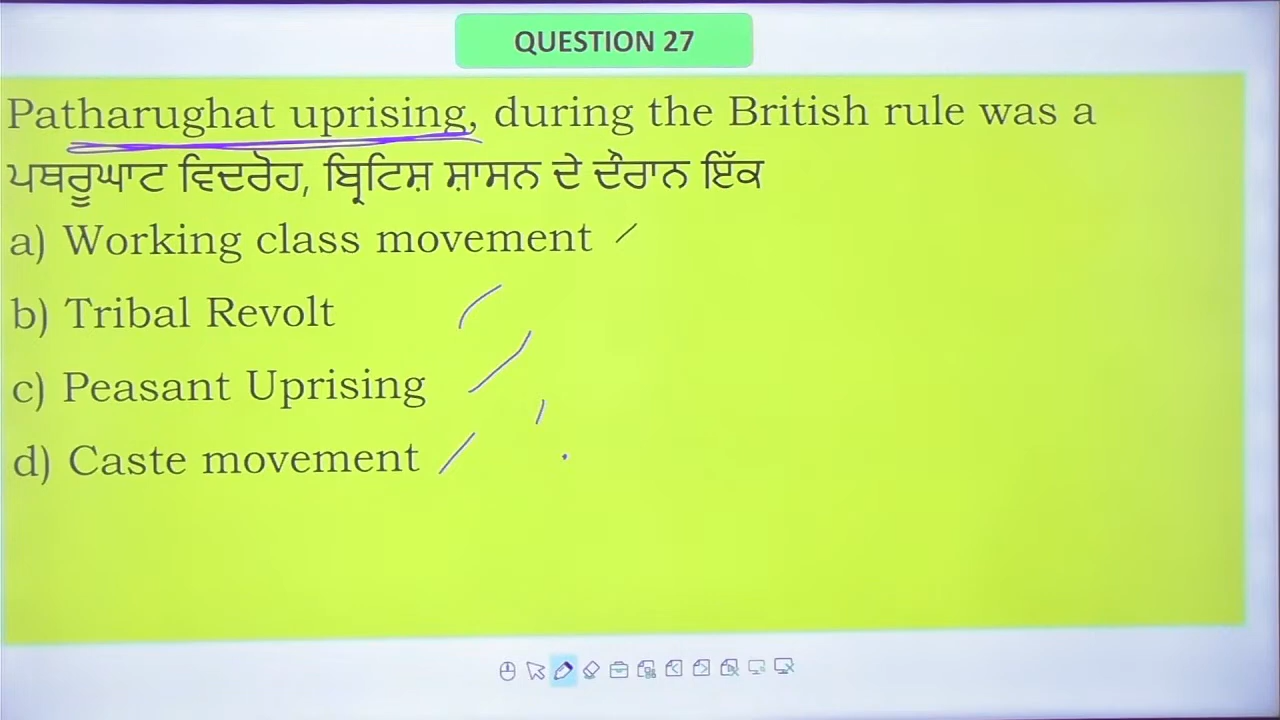 QUESTION 27
Patharughat uprising, during the British rule was a
ਪਥਰੂਘਾਟ ਵਿਦਰੋਹ, ਬ੍ਰਿਟਿਸ਼ ਸ਼ਾਸਨ ਦੇ ਦੌਰਾਨ ਇੱਕ
a) Working class movement
b) Tribal Revolt
c) Peasant Uprising
d) Caste movement